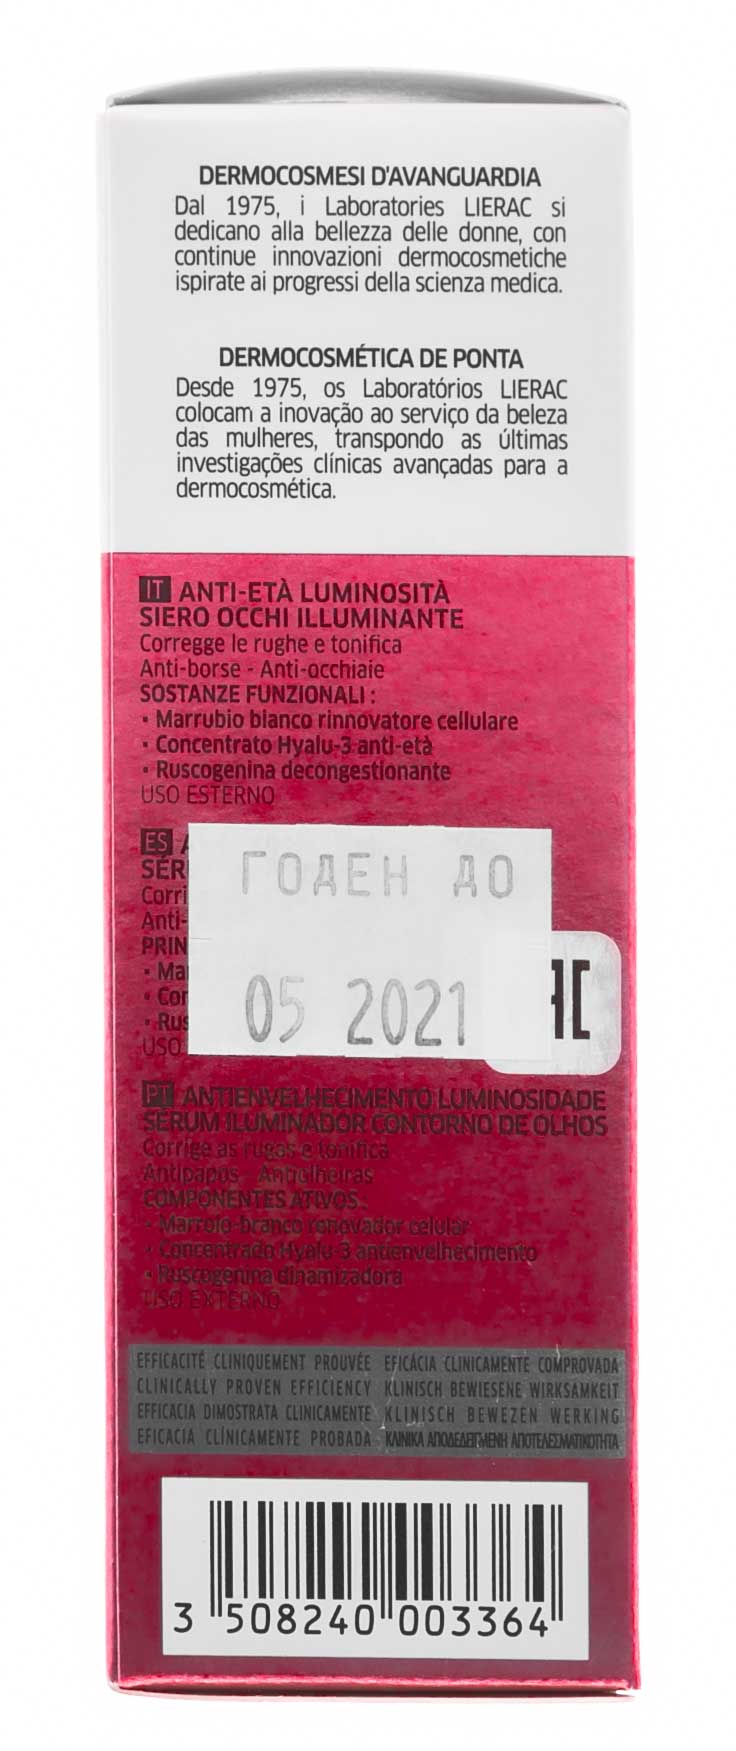 DERMOCOSMESI D'AVANGUARDIA
Dal 1975, i Laboratories LIERAC si
dedicano alla bellezza delle donne, con
continue innovazioni dermocosmetiche
ispirate ai progressi della scienza medica.
DERMOCOSMÉTICA DE PONTA
Desde 1975, os Laboratórios LIERAC
colocam a inovação ao serviço da beleza
das mulheres, transpondo as últimas
investigações clínicas avançadas para a
dermocosmética.
IT ANTI-ETÀ LUMINOSITÀ
SIERO OCCHI ILLUMINANTE
Corregge le rughe e tonifica
Anti-borse - Anti-occhiaie
SOSTANZE FUNZIONALI :
• Marrubio bianco rinnovatore cellulare
• Concentrato Hyalu-3 anti-età
• Ruscogenina decongestionante
USO ESTERNO
ES
ГОДЕН ДО
05 2021
USO
PT ANTIENVELHECIMENTO LUMINOSIDADE
SÉRUM ILUMINADOR CONTORNO DE OLHOS
Corrige as rugas e tonifica
Antipapos - Antiolheiras
COMPONENTES ATIVOS :
• Marroio-branco renovador celular
• Concentrado Hyalu-3 antienvelhecimento
• Ruscogenina dinamizadora
USO EXTERNO
EFFICACITÉ CLINIQUEMENT PROUVÉE EFICÁCIA CLINICAMENTE COMPROVADA
CLINICALLY PROVEN EFFICIENCY KLINISCH BEWIESENE WIRKSAMKEIT
EFFICACIA DIMOSTRATA CLINICAMENTE KLINISCH BEWEZEN WERKING
EFICACIA CLÍNICAMENTE PROBADA ΚΛΙΝΙΚΑ ΑΠΟΔΕΔΕΙΓΜΕΝΗ ΑΠΟΤΕΛΕΣΜΑΤΙΚΟΤΗΤΑ
3 508240 003364